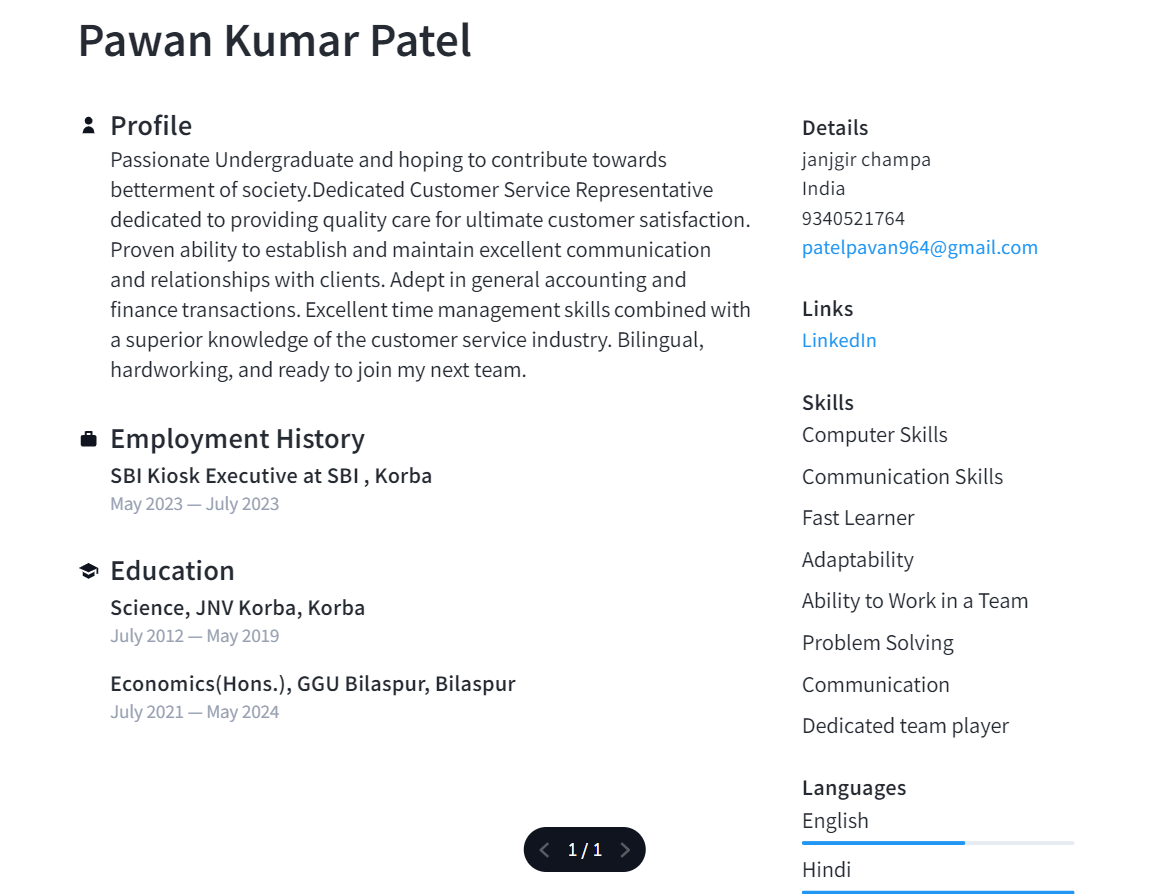 Pawan Kumar Patel
Profile
Passionate Undergraduate and hoping to contribute towards
betterment of society.Dedicated Customer Service Representative
dedicated to providing quality care for ultimate customer satisfaction.
Proven ability to establish and maintain excellent communication
and relationships with clients. Adept in general accounting and
finance transactions. Excellent time management skills combined with
a superior knowledge of the customer service industry. Bilingual,
hardworking, and ready to join my next team.
Employment History
SBI Kiosk Executive at SBI , Korba
May 2023 — July 2023
Education
Science, JNV Korba, Korba
July 2012 — May 2019
Economics(Hons.), GGU Bilaspur, Bilaspur
July 2021 — May 2024
Details
janjgir champa
India
9340521764
patelpavan964@gmail.com
Links
LinkedIn
Skills
Computer Skills
Communication Skills
Fast Learner
Adaptability
Ability to Work in a Team
Problem Solving
Communication
Dedicated team player
Languages
English
Hindi
1 / 1